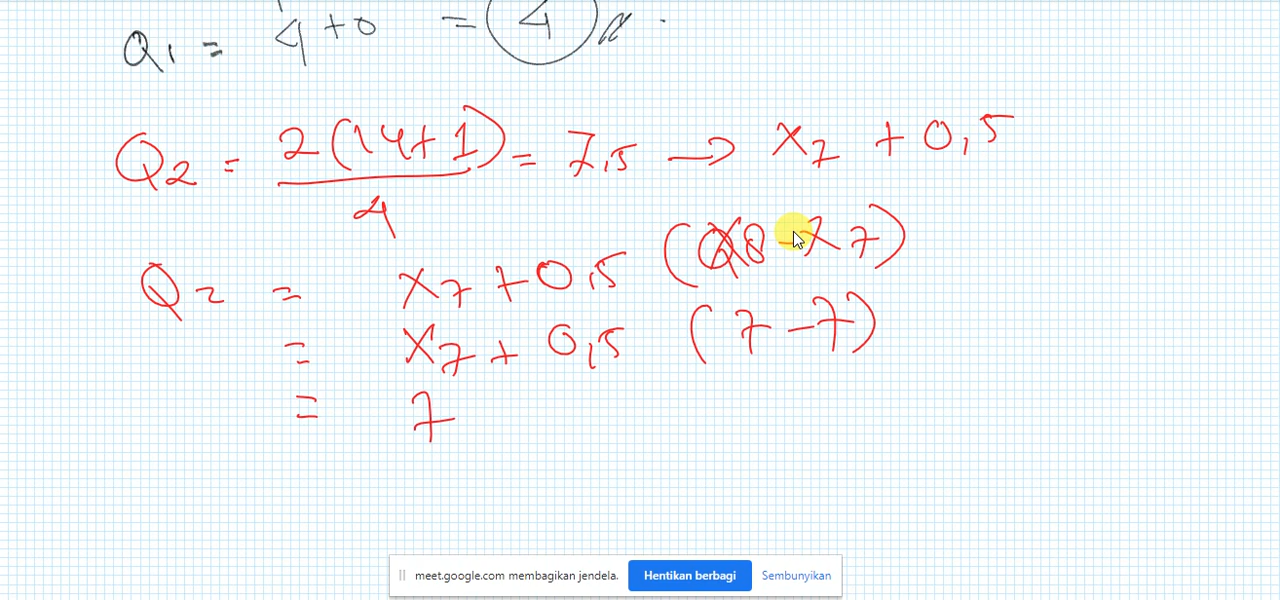 Q1 = 4 + 0 = 4
Q2 = 2 (14 + 1) / 4 = 7,5 → x7 + 0,5
Q2 = x7 + 0,5 (x8 - x7)
= x7 + 0,5 (7 - 7)
= 7
meet.google.com membagikan jendela. Hentikan berbagi Sembunyikan